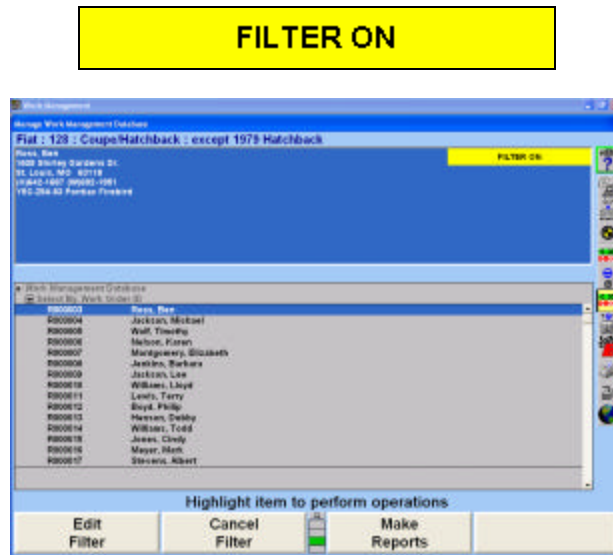 FILTER ON
Work Management
Manage Work Management Database
Fiat : 128 : Coupe/Hatchback : except 1979 Hatchback
Ross, Ben
FILTER ON
1600 Shirley Gardens Dr.
St. Louis, MO
Pontiac Firebird
Work Management Database
Select By, Work Order ID
R000003 Ross, Ben
R000004 Jackson, Michael
R000005 Wolf, Timothy
R000006 Nelson, Karen
R000007 Montgomery, Elizabeth
R000008 Jenkins, Barbara
R000009 Jackson, Lee
R000010 Williams, Lloyd
R000011 Lewis, Terry
R000012 Boyd, Philip
R000013 Hansen, Debby
R000014 Williams, Todd
R000015 Jones, Cindy
R000016 Mayer, Mark
R000017 Stevens, Albert
Highlight item to perform operations
Edit Filter
Cancel Filter
Make Reports